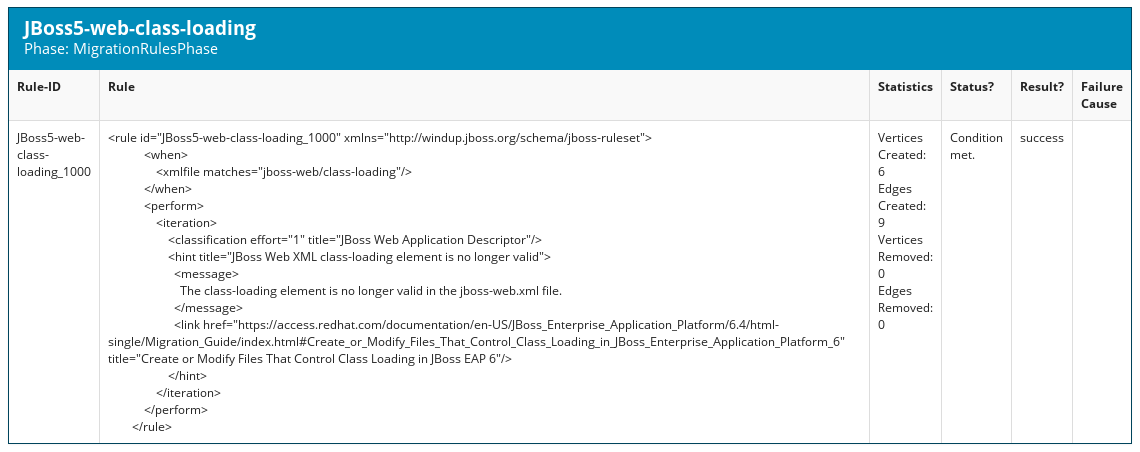 JBoss5-web-class-loading
Phase: MigrationRulesPhase
Rule-ID
Rule
Statistics
Status?
Result?
Failure
Cause
JBoss5-web-
class-
loading_1000
<rule id="JBoss5-web-class-loading_1000" xmlns="http://windup.jboss.org/schema/jboss-ruleset">
<when>
<xmlfile matches="jboss-web/class-loading"/>
</when>
<perform>
<iteration>
<classification effort="1" title="JBoss Web Application Descriptor"/>
<hint title="JBoss Web XML class-loading element is no longer valid">
<message>
The class-loading element is no longer valid in the jboss-web.xml file.
</message>
<link href="https://access.redhat.com/documentation/en-US/JBoss_Enterprise_Application_Platform/6.4/html-
single/Migration_Guide/index.html#Create_or_Modify_Files_That_Control_Class_Loading_in_JBoss_Enterprise_Application_Platform_6"
title="Create or Modify Files That Control Class Loading in JBoss EAP 6"/>
</hint>
</iteration>
</perform>
</rule>
Vertices
Created:
6
Edges
Created:
9
Vertices
Removed:
0
Edges
Removed:
0
Condition
met.
success